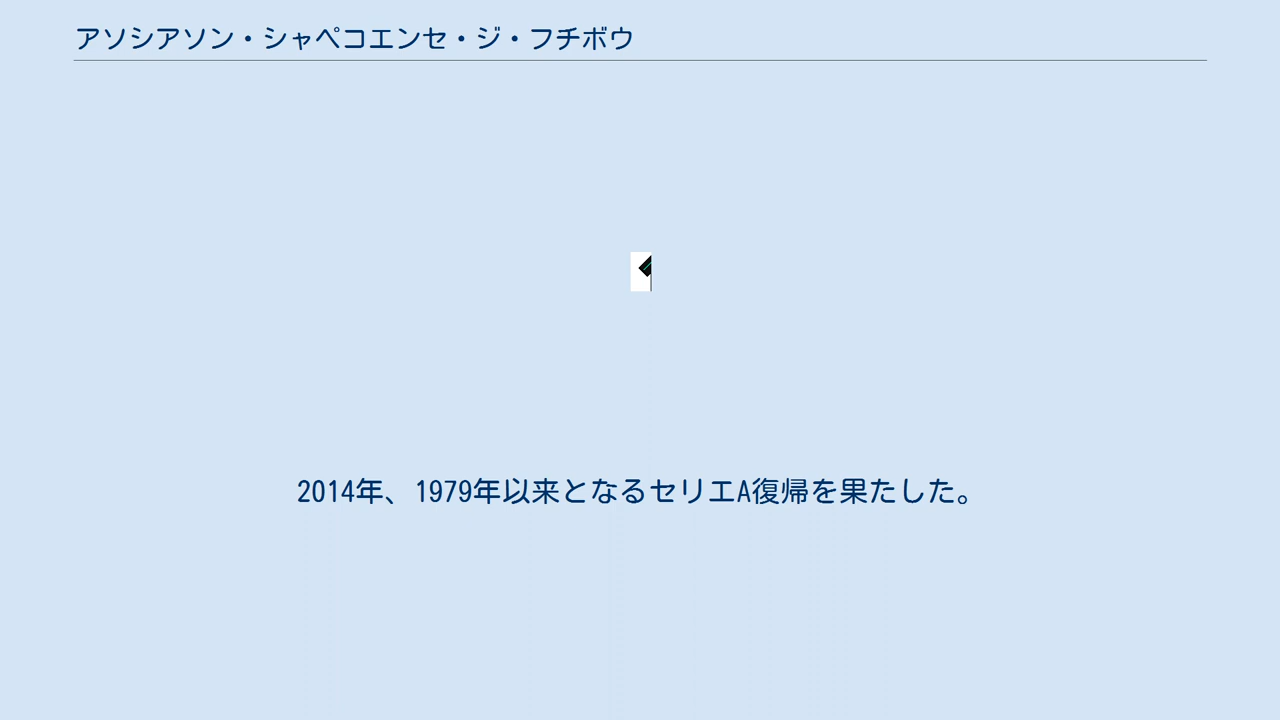 アソシアソン・シャペコエンセ・ジ・フチボウ
2014年、1979年以来となるセリエA復帰を果たした。